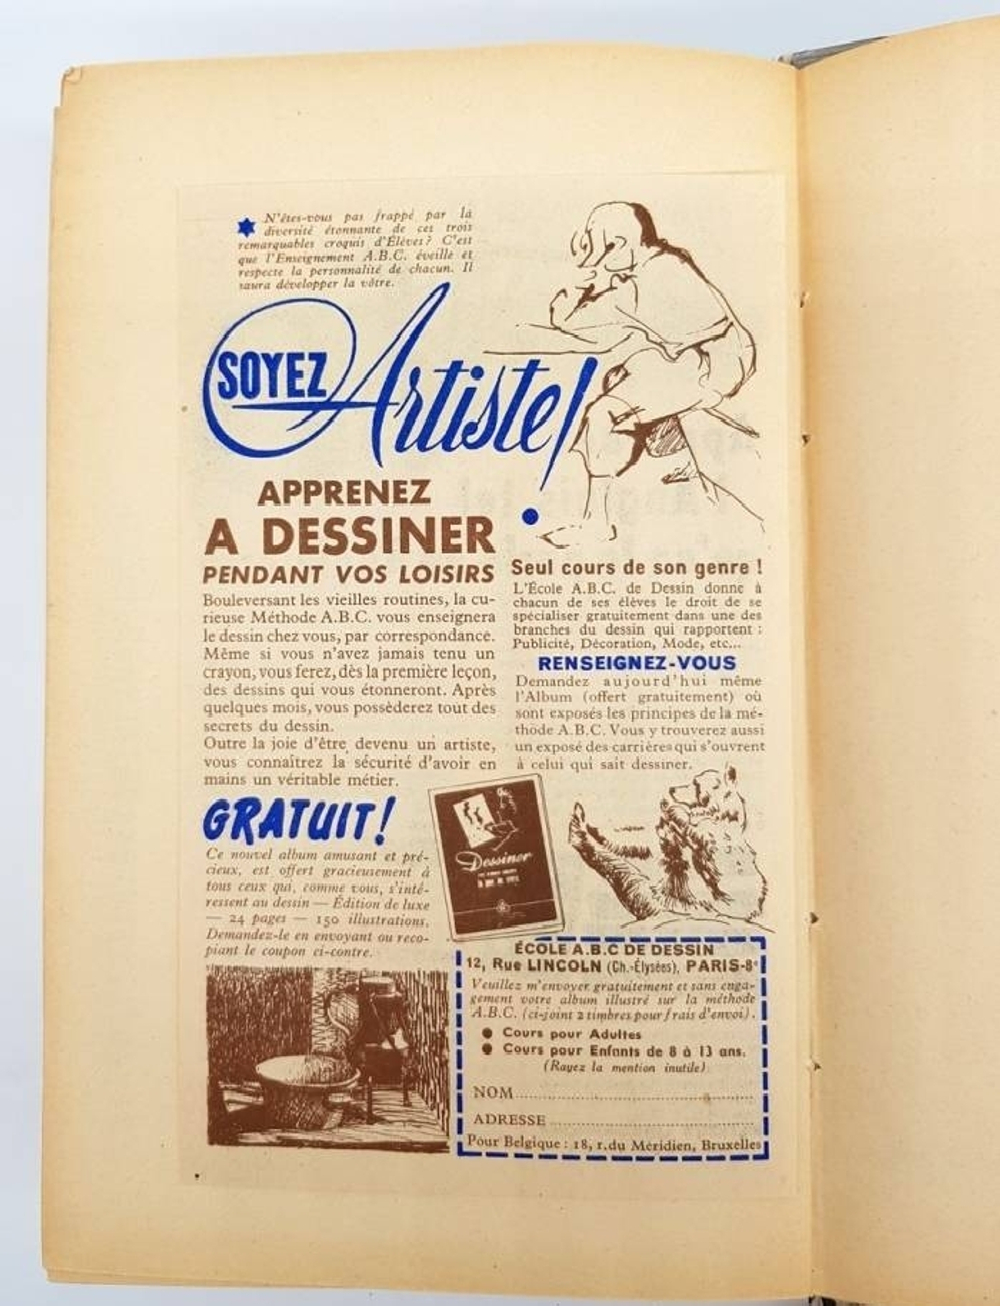 N'êtes-vous pas frappé par la
diversité étonnante de ces trois
remarquables croquis d'Élèves? C'est
que l'Enseignement A.B.C. éveille et
respecte la personnalité de chacun. Il
saura développer la vôtre.
SOYEZ Artiste!
APPRENEZ
A DESSINER
PENDANT VOS LOISIRS
Bouleversant les vieilles routines, la cu-
rieuse Méthode A.B.C. vous enseignera
le dessin chez vous, par correspondance.
Même si vous n'avez jamais tenu un
crayon, vous ferez, dès la première leçon,
des dessins qui vous étonneront. Après
quelques mois, vous possèderez tout des
secrets du dessin.
Outre la joie d'être devenu un artiste,
vous connaîtrez la sécurité d'avoir en
mains un véritable métier.
Seul cours de son genre !
L'École A.B.C. de Dessin donne à
chacun de ses élèves le droit de se
spécialiser gratuitement dans une des
branches du dessin qui rapportent :
Publicité, Décoration, Mode, etc...
RENSEIGNEZ-VOUS
Demandez aujourd'hui même
l'Album (offert gratuitement) où
sont exposés les principes de la mé-
thode A.B.C. Vous y trouverez aussi
un exposé des carrières qui s'ouvrent
à celui qui sait dessiner.
GRATUIT!
Ce nouvel album amusant et pré-
cieux, est offert gracieusement à
tous ceux qui, comme vous, s'inté-
ressent au dessin — Édition de luxe
— 24 pages — 150 illustrations.
Demandez-le en envoyant ou reco-
piant le coupon ci-contre.
Dessiner
ÉCOLE A.B.C DE DESSIN
12, Rue LINCOLN (Ch.-Élysées), PARIS-8e
Veuillez m'envoyer gratuitement et sans enga-
gement votre album illustré sur la méthode
A.B.C. (ci-joint 2 timbres pour frais d'envoi).
● Cours pour Adultes
● Cours pour Enfants de 8 à 13 ans.
(Rayez la mention inutile)
NOM
ADRESSE
Pour Belgique : 18, r. du Méridien, Bruxelles